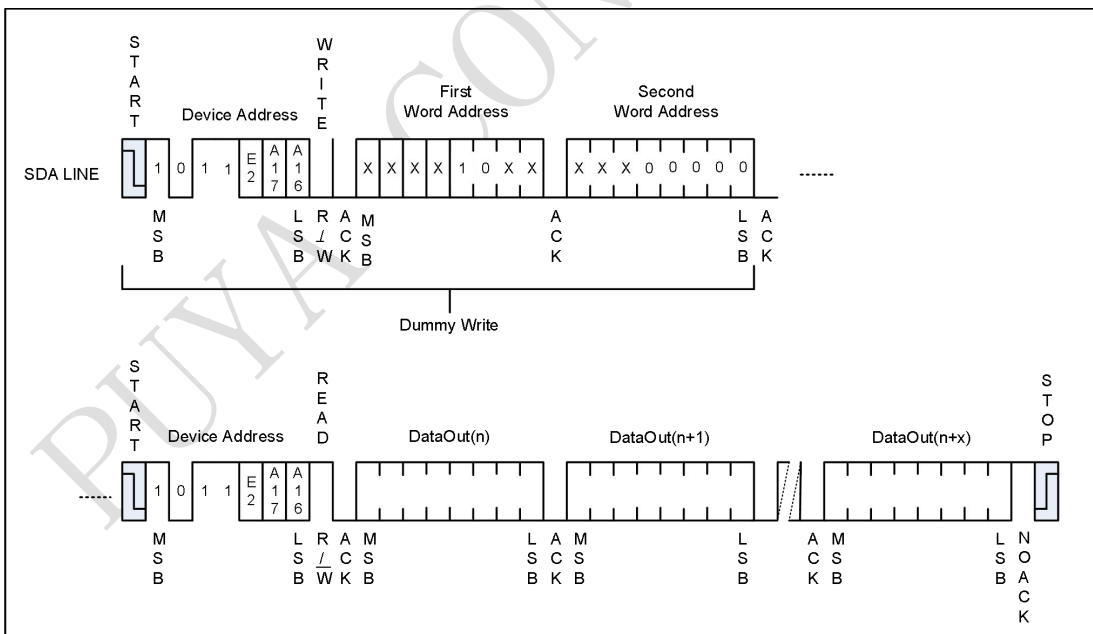 START
WRITE
Device Address
First
Word Address
Second
Word Address
SDA LINE
1 0 1 1 E2 A17 A16
X X X X 1 0 X X
X X X 0 0 0 0 0
......
MSB
LSB
R/W
ACK
MSB
ACK
LSB
ACK
Dummy Write
START
READ
STOP
Device Address
DataOut(n)
DataOut(n+1)
DataOut(n+x)
......
1 0 1 1 E2 A17 A16
MSB
LSB
R/W
ACK
MSB
LSB
ACK
MSB
LSB
ACK
MSB
LSB
NOACK
PUYA CON